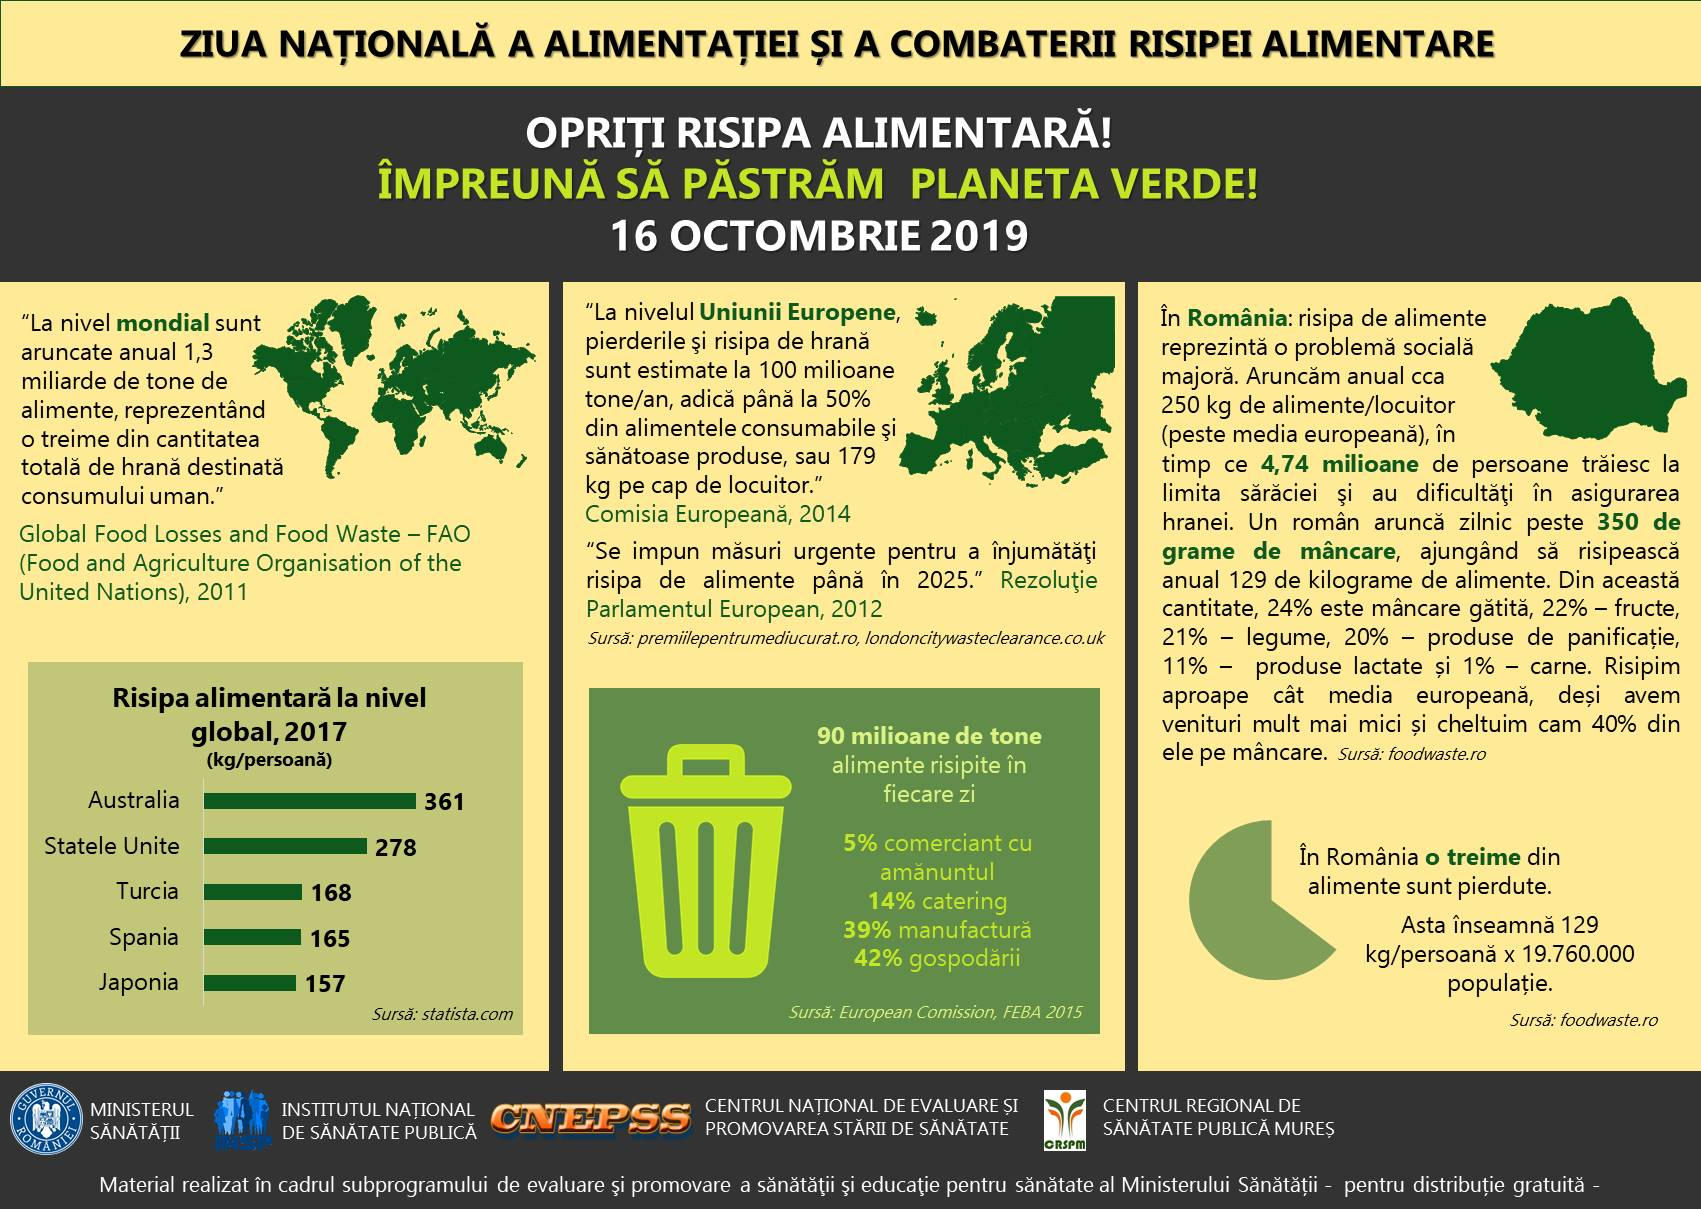 ZIUA NAȚIONALĂ A ALIMENTAȚIEI ȘI A COMBATERII RISIPEI ALIMENTARE
OPRIȚI RISIPA ALIMENTARĂ!
ÎMPREUNĂ SĂ PĂSTRĂM PLANETA VERDE!
16 OCTOMBRIE 2019
“La nivel mondial sunt
aruncate anual 1,3
miliarde de tone de
alimente, reprezentând
o treime din cantitatea
totală de hrană destinată
consumului uman.”
Global Food Losses and Food Waste – FAO
(Food and Agriculture Organisation of the
United Nations), 2011
Risipa alimentară la nivel
global, 2017
(kg/persoană)
Australia 361
Statele Unite 278
Turcia 168
Spania 165
Japonia 157
Sursă: statista.com
“La nivelul Uniunii Europene,
pierderile şi risipa de hrană
sunt estimate la 100 milioane
tone/an, adică până la 50%
din alimentele consumabile şi
sănătoase produse, sau 179
kg pe cap de locuitor.”
Comisia Europeană, 2014
“Se impun măsuri urgente pentru a înjumătăţi
risipa de alimente până în 2025.” Rezoluţie
Parlamentul European, 2012
Sursă: premiilepentrumediucurat.ro, londoncitywasteclearance.co.uk
90 milioane de tone
alimente risipite în
fiecare zi
5% comerciant cu
amănuntul
14% catering
39% manufactură
42% gospodării
Sursă: European Comission, FEBA 2015
În România: risipa de alimente
reprezintă o problemă socială
majoră. Aruncăm anual cca
250 kg de alimente/locuitor
(peste media europeană), în
timp ce 4,74 milioane de persoane trăiesc la
limita sărăciei şi au dificultăţi în asigurarea
hranei. Un român aruncă zilnic peste 350 de
grame de mâncare, ajungând să risipească
anual 129 de kilograme de alimente. Din această
cantitate, 24% este mâncare gătită, 22% – fructe,
21% – legume, 20% – produse de panificație,
11% – produse lactate și 1% – carne. Risipim
aproape cât media europeană, deși avem
venituri mult mai mici și cheltuim cam 40% din
ele pe mâncare. Sursă: foodwaste.ro
În România o treime din
alimente sunt pierdute.
Asta înseamnă 129
kg/persoană x 19.760.000
populație.
Sursă: foodwaste.ro
GUVERNUL ROMÂNIEI
MINISTERUL
SĂNĂTĂȚII
INSP
INSTITUTUL NAȚIONAL
DE SĂNĂTATE PUBLICĂ
CNEPSS
CENTRUL NAȚIONAL DE EVALUARE ȘI
PROMOVAREA STĂRII DE SĂNĂTATE
CRSPM
CENTRUL REGIONAL DE
SĂNĂTATE PUBLICĂ MUREȘ
Material realizat în cadrul subprogramului de evaluare şi promovare a sănătăţii şi educaţie pentru sănătate al Ministerului Sănătății - pentru distribuție gratuită -